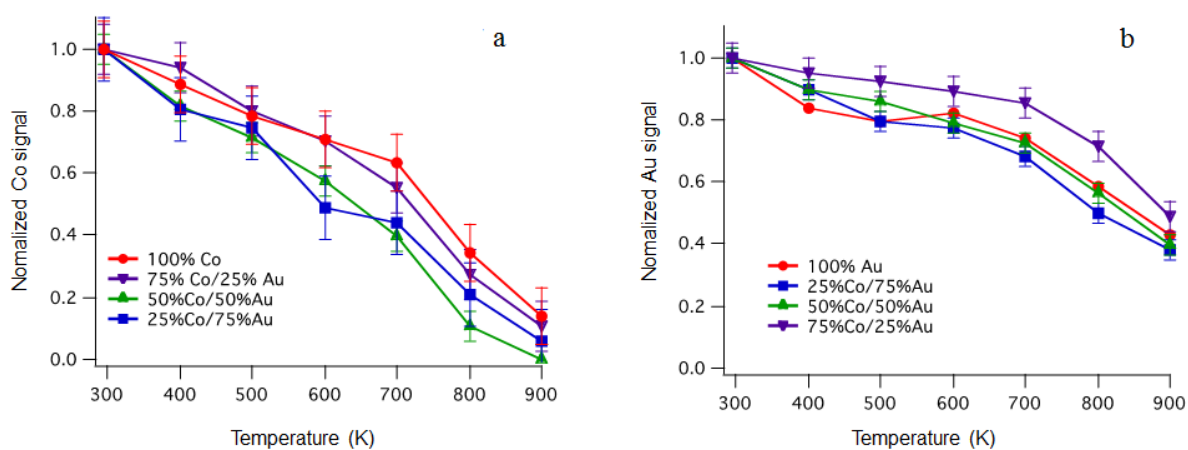 a
Normalized Co signal
1.0
0.8
0.6
0.4
0.2
0.0
100% Co
75% Co/25% Au
50%Co/50%Au
25%Co/75%Au
300 400 500 600 700 800 900
Temperature (K)
b
Normalized Au signal
1.0
0.8
0.6
0.4
0.2
0.0
100% Au
25%Co/75%Au
50%Co/50%Au
75%Co/25%Au
300 400 500 600 700 800 900
Temperature (K)